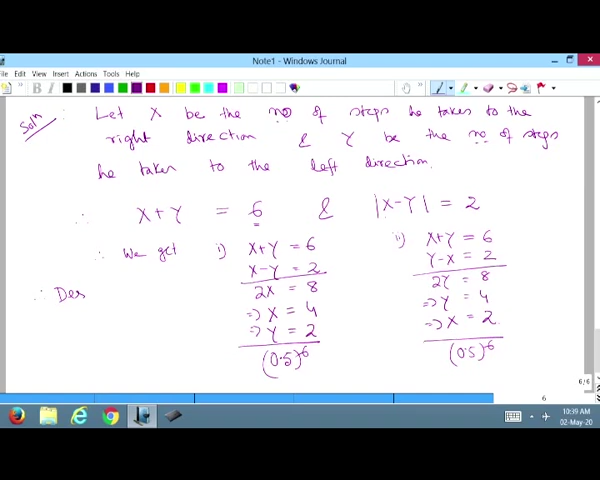 Note1 - Windows Journal
File Edit View Insert Actions Tools Help
Soln : Let X be the no of steps he takes to the
right direction & Y be the no of steps
he taken to the left direction.
∴ X+Y = 6 & |X-Y| = 2
∴ We get i) X+Y = 6
X-Y = 2
2X = 8
=> X = 4
=> Y = 2
(0.5)^6
ii) X+Y = 6
Y-X = 2
2Y = 8
=> Y = 4
=> X = 2
(0.5)^6
∴ Des
6/6
6
10:39 AM
02-May-20